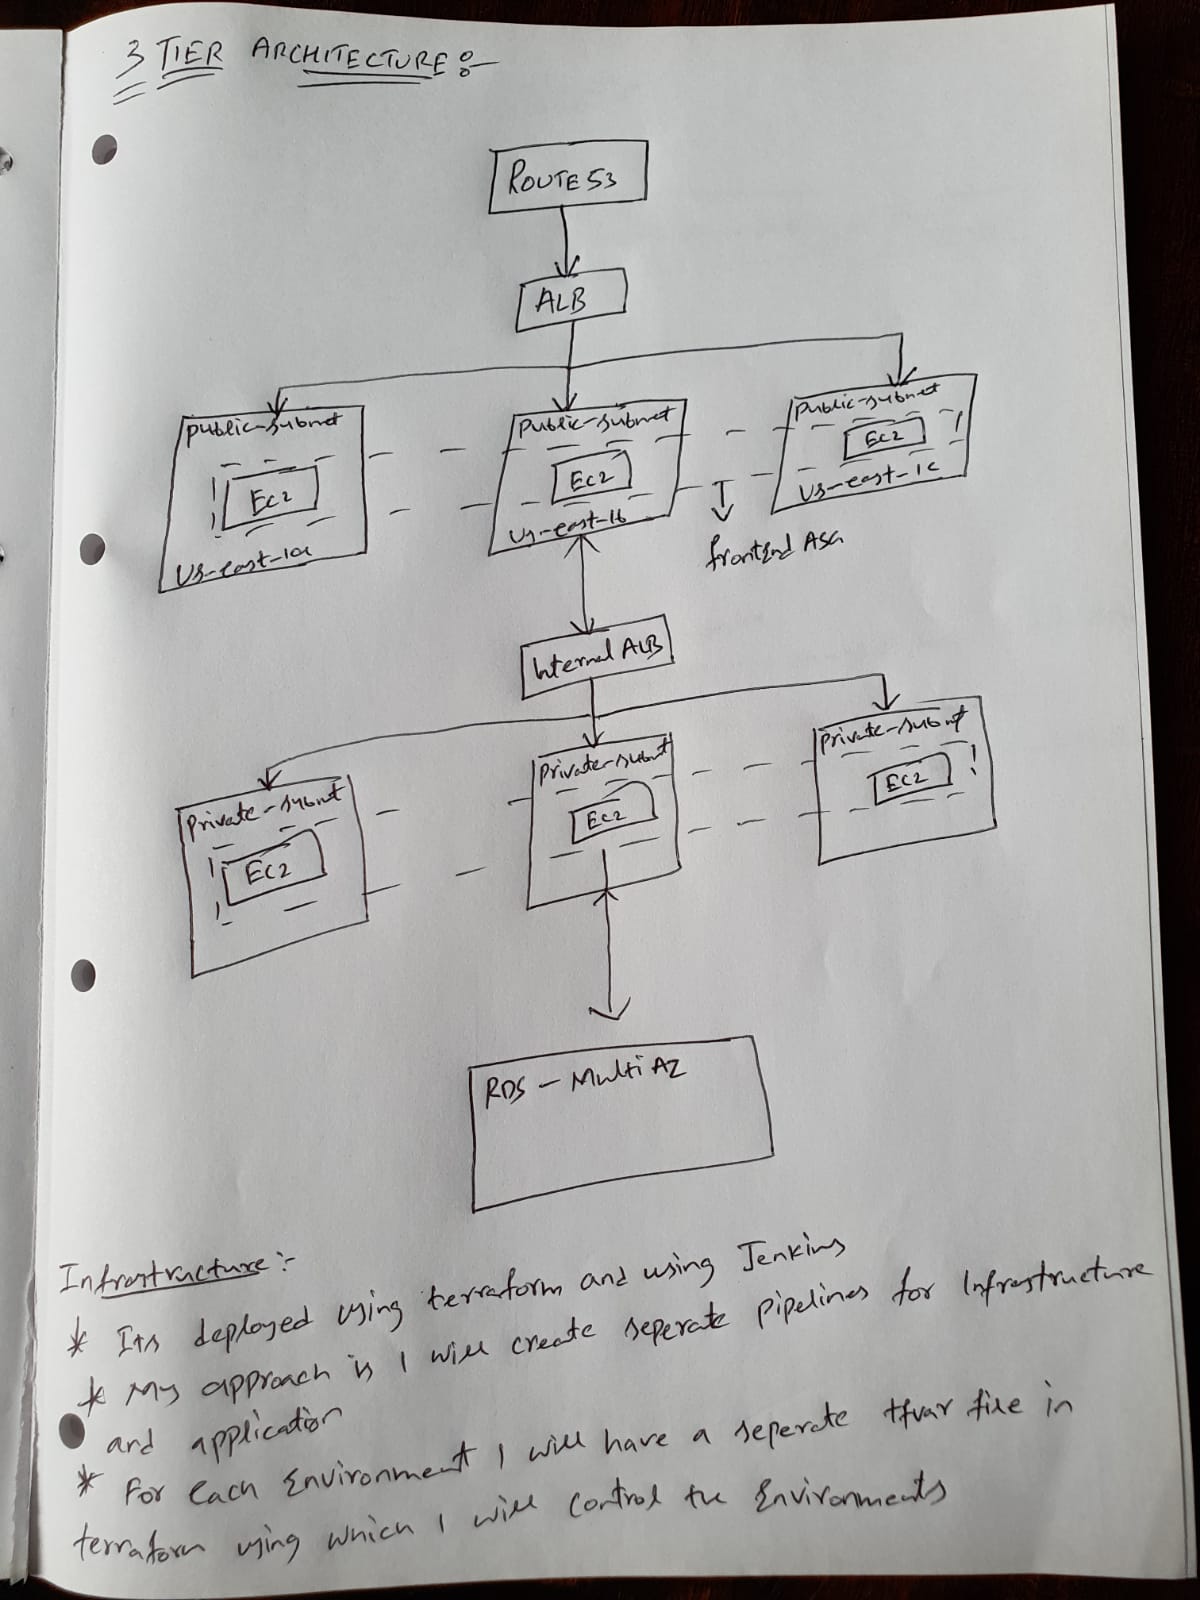 3 TIER ARCHITECTURE :-
ROUTE 53
ALB
public-subnet
EC2
us-east-1a
public-subnet
EC2
us-east-1b
public-subnet
EC2
us-east-1c
frontEnd ASG
Internal ALB
private-subnet
EC2
private-subnet
EC2
private-subnet
EC2
RDS - Multi AZ
Infrastructure :-
* Its deployed using terraform and using Jenkins
* My approach is I will create seperate pipelines for Infrastructure
and application
* For Each Environment I will have a seperate tfvar file in
terraform using which I will control the Environments